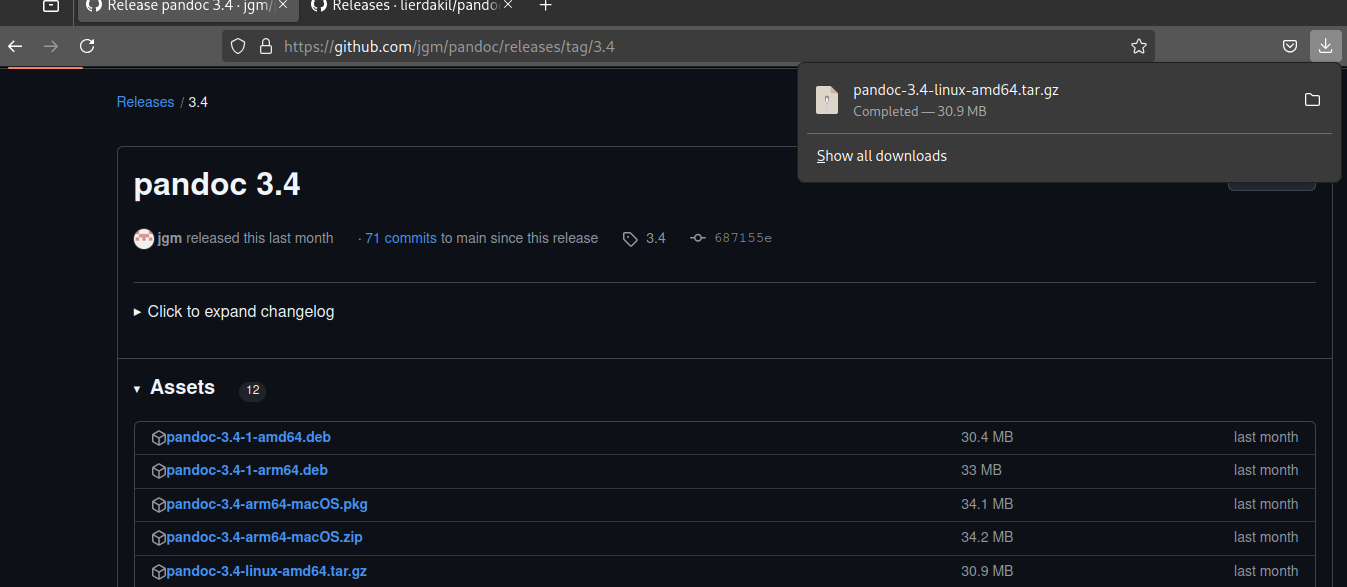 Release pandoc 3.4 · jgm/
Releases · lierdakil/pando
https://github.com/jgm/pandoc/releases/tag/3.4
pandoc-3.4-linux-amd64.tar.gz
Completed — 30.9 MB
Show all downloads
Releases / 3.4
pandoc 3.4
jgm released this last month · 71 commits to main since this release 3.4 687155e
Click to expand changelog
Assets 12
pandoc-3.4-1-amd64.deb 30.4 MB last month
pandoc-3.4-1-arm64.deb 33 MB last month
pandoc-3.4-arm64-macOS.pkg 34.1 MB last month
pandoc-3.4-arm64-macOS.zip 34.2 MB last month
pandoc-3.4-linux-amd64.tar.gz 30.9 MB last month